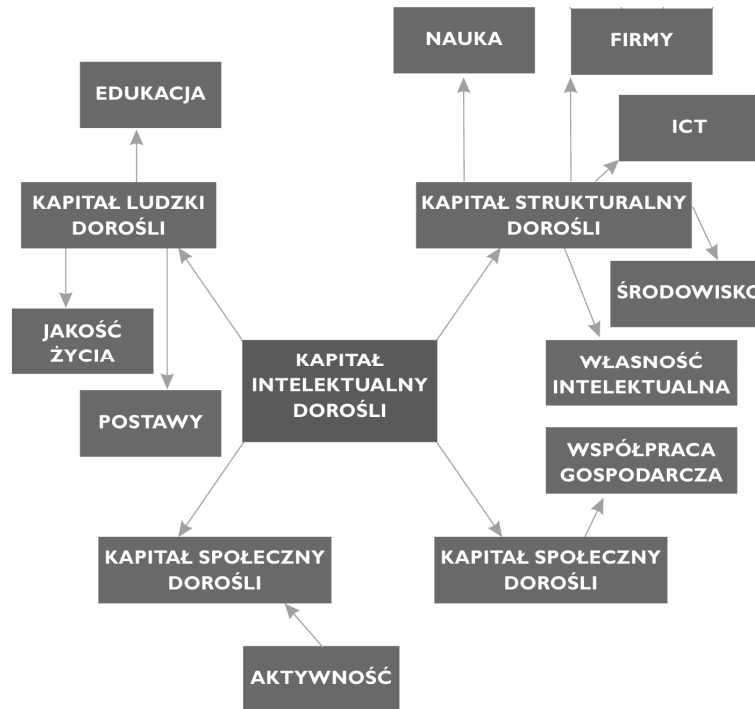 NAUKA
FIRMY
EDUKACJA
ICT
KAPITAŁ LUDZKI
DOROŚLI
KAPITAŁ STRUKTURALNY
DOROŚLI
ŚRODOWISKO
JAKOŚĆ
ŻYCIA
KAPITAŁ
INTELEKTUALNY
DOROŚLI
WŁASNOŚĆ
INTELEKTUALNA
POSTAWY
WSPÓŁPRACA
GOSPODARCZA
KAPITAŁ SPOŁECZNY
DOROŚLI
KAPITAŁ SPOŁECZNY
DOROŚLI
AKTYWNOŚĆ